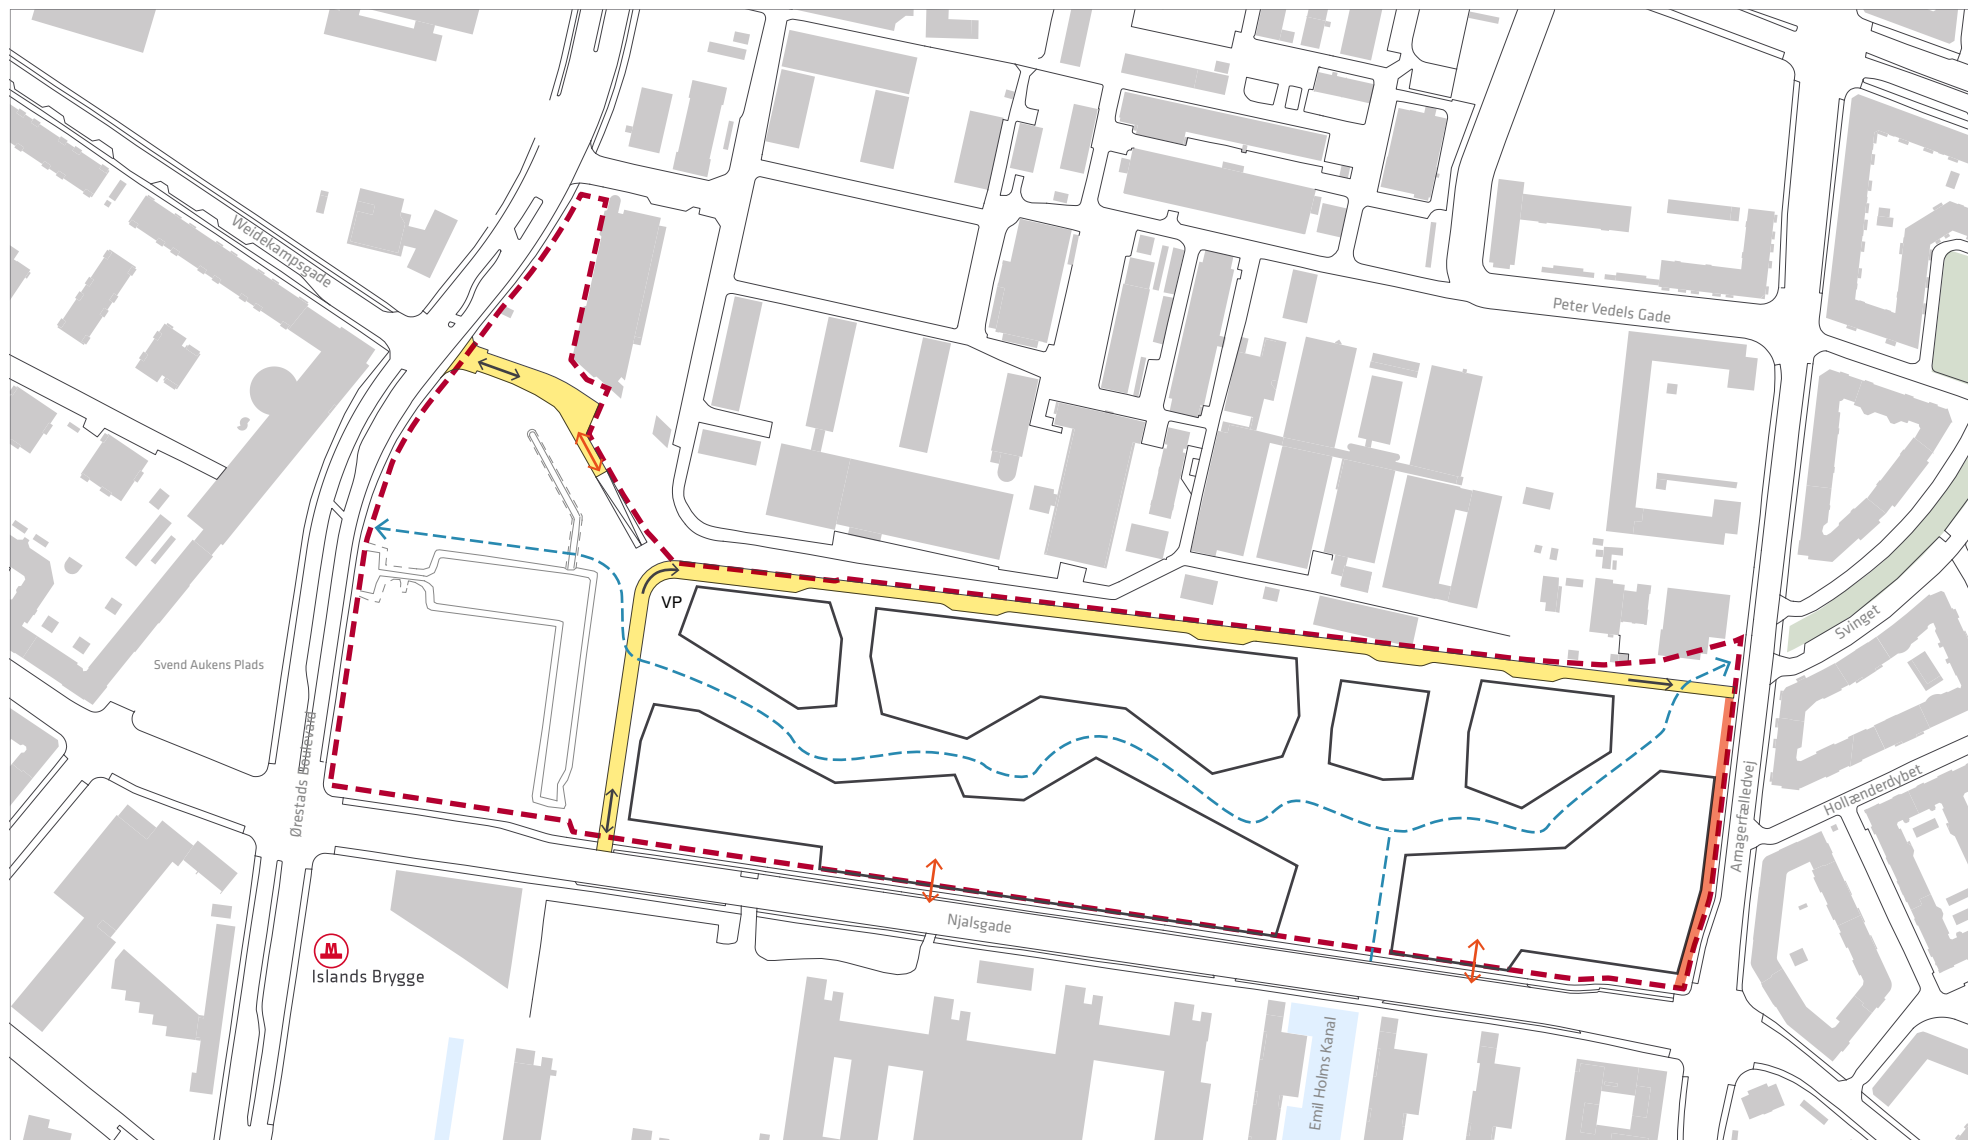 Weidekampsgade
Peter Vedels Gade
VP
Svinget
Svend Aukens Plads
Ørestads Boulevard
Amagerfælledvej
Hollænderdybet
Njalsgade
M
Islands Brygge
Emil Holms Kanal